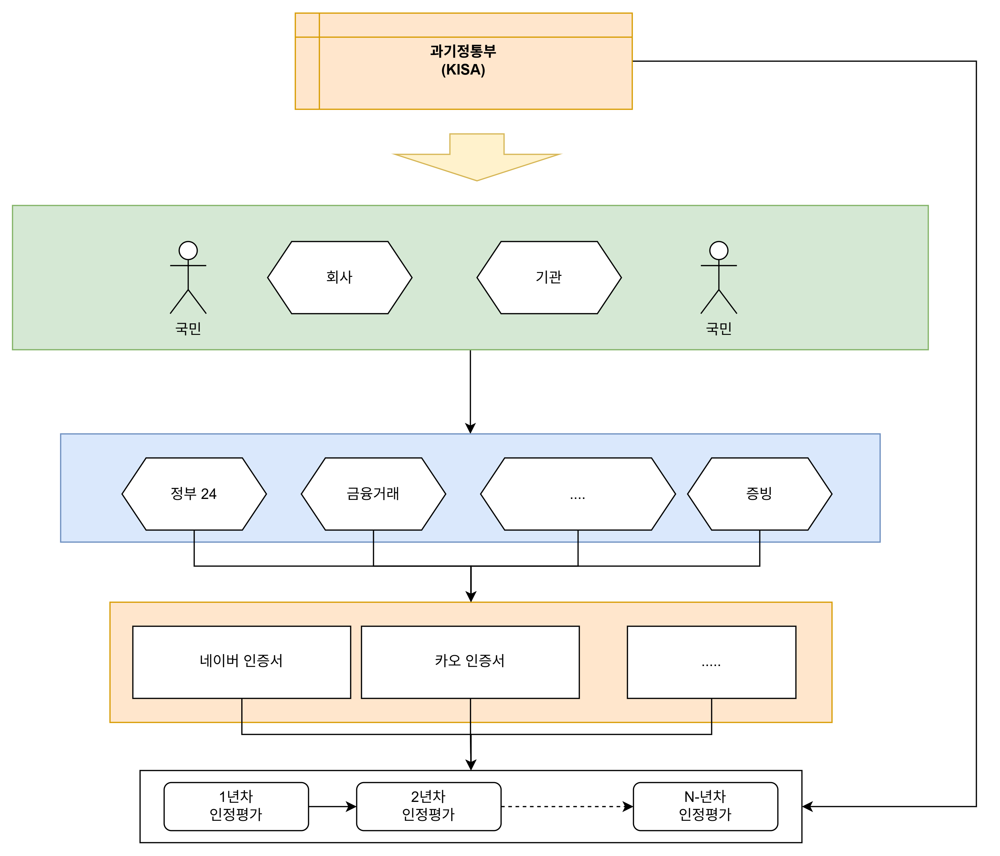 과기정통부
(KISA)
회사
기관
국민
국민
정부 24
금융거래
....
증빙
네이버 인증서
카오 인증서
.....
1년차
인정평가
2년차
인정평가
N-년차
인정평가